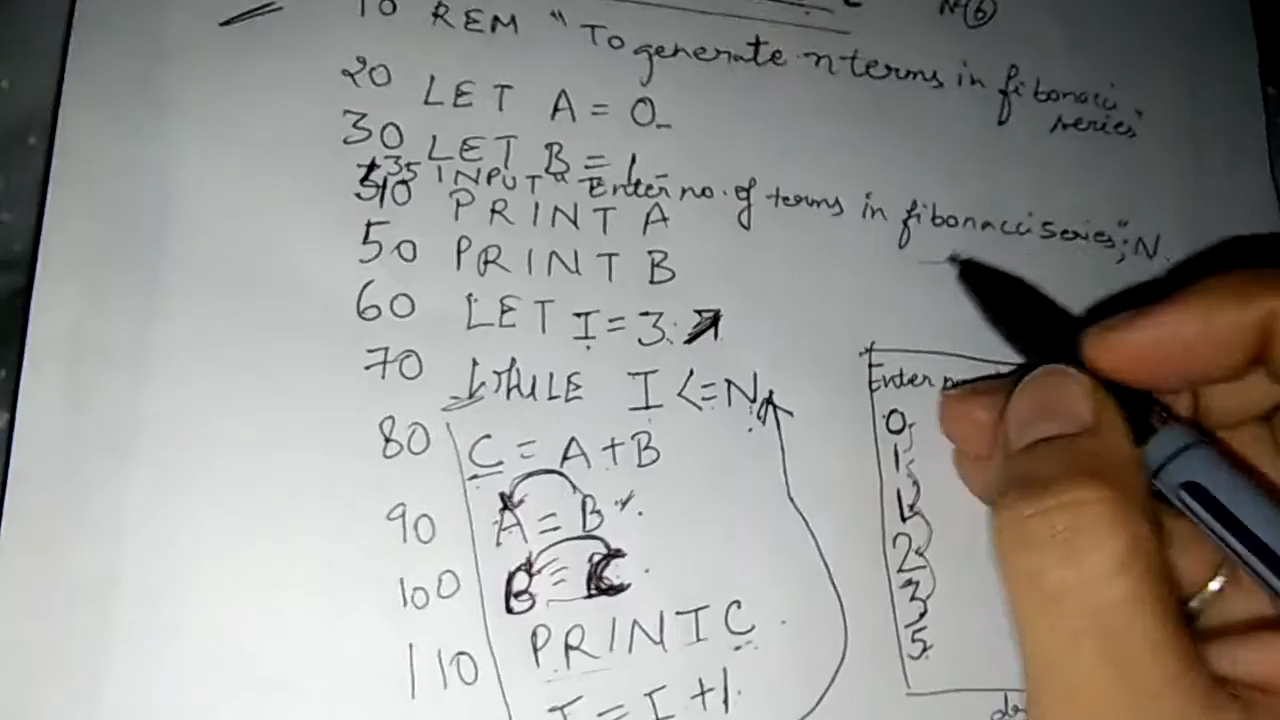 10 REM "To generate n terms in fibonacci series"
N(6)
20 LET A = 0
30 LET B = 1
35 INPUT "Enter no. of terms in fibonacci series"; N.
40 PRINT A
50 PRINT B
60 LET I = 3
70 WHILE I <= N
80 C = A + B
90 A = B
100 B = C
110 PRINT C
I = I + 1
Enter
0
1
1
2
3
5